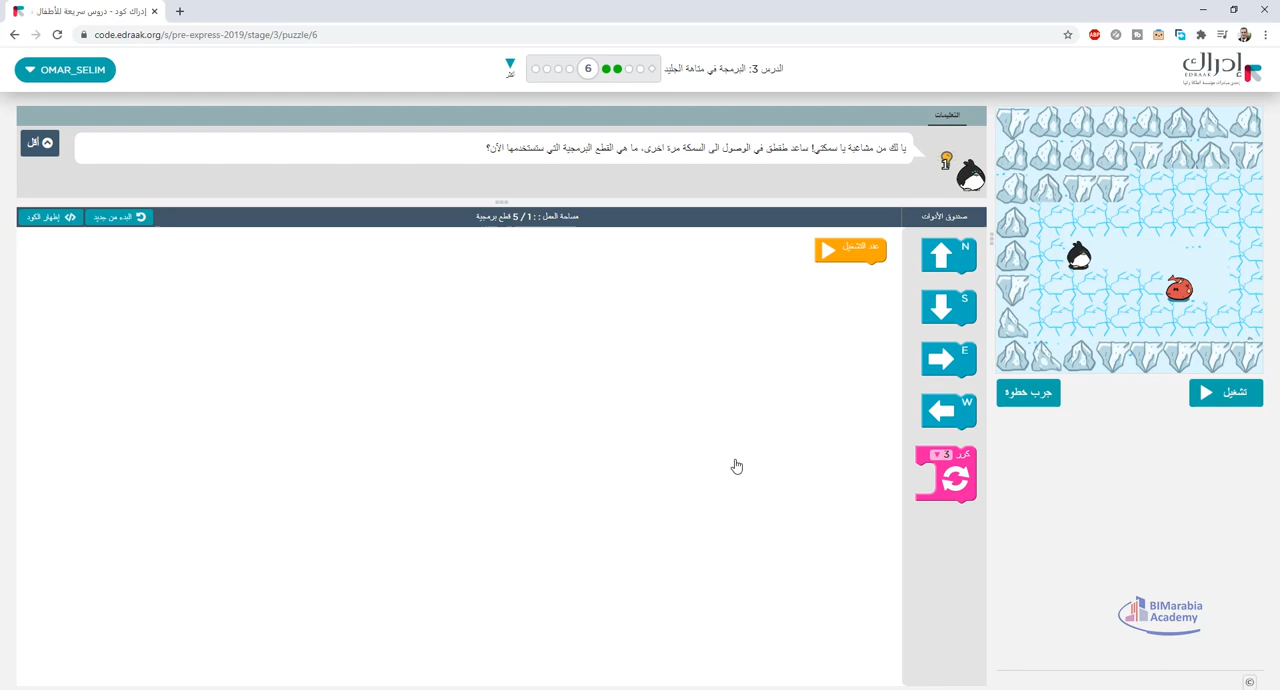 إدراك كود - دروس سريعة للأطفال
code.edraak.org/s/pre-express-2019/stage/3/puzzle/6
ABP
OMAR_SELIM
أكثر
6
الدرس 3: البرمجة في متاهة الجليد
إدراك
EDRAAK
التعليمات
أقل
يا لك من مشاغبة يا سمكتي! ساعد طقطق في الوصول الى السمكة مرة اخرى، ما هي القطع البرمجية التي ستستخدمها الآن؟
إظهار الكود
البدء من جديد
مساحة العمل : : 1 / 5 قطع برمجية
صندوق الأدوات
عند التشغيل
N
S
E
W
كرر 3
جرب خطوة
تشغيل
BIMarabia
Academy
©